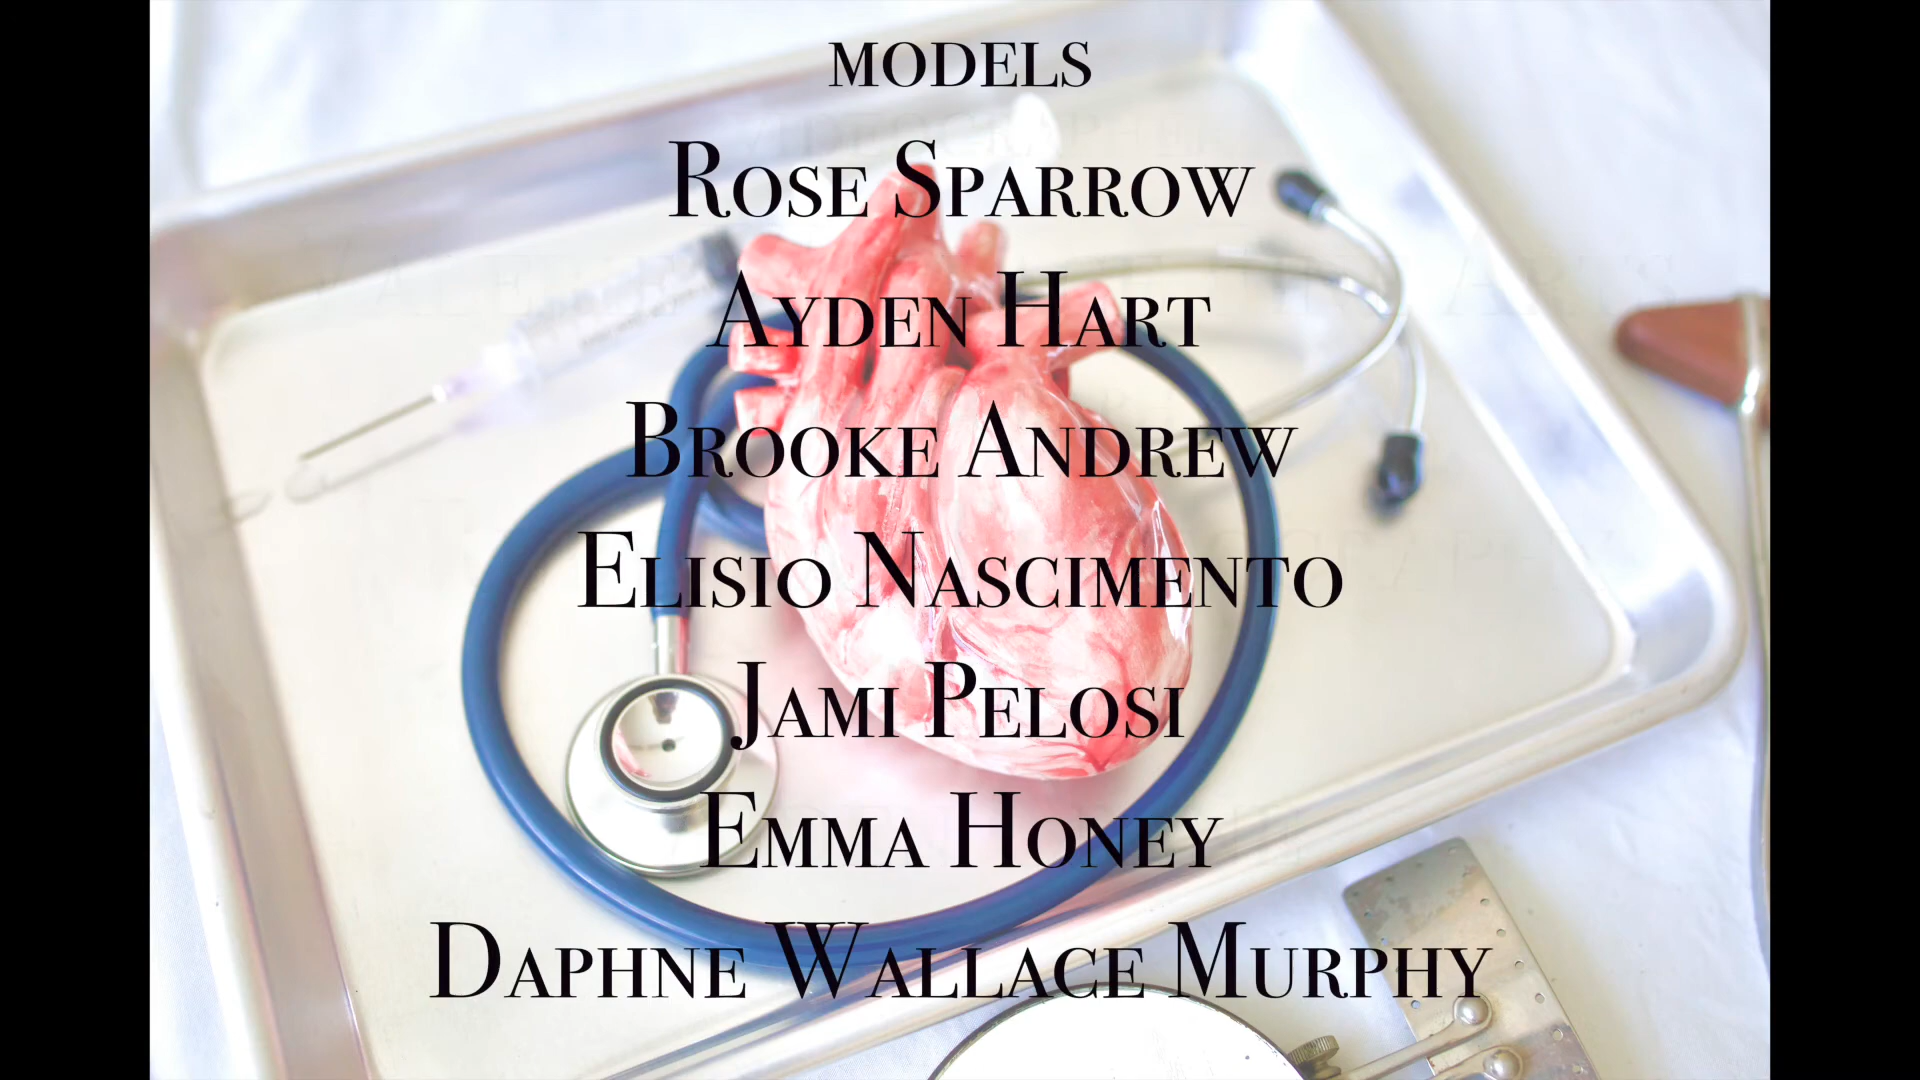 MODELS
ROSE SPARROW
AYDEN HART
BROOKE ANDREW
ELISIO NASCIMENTO
JAMI PELOSI
EMMA HONEY
DAPHNE WALLACE MURPHY